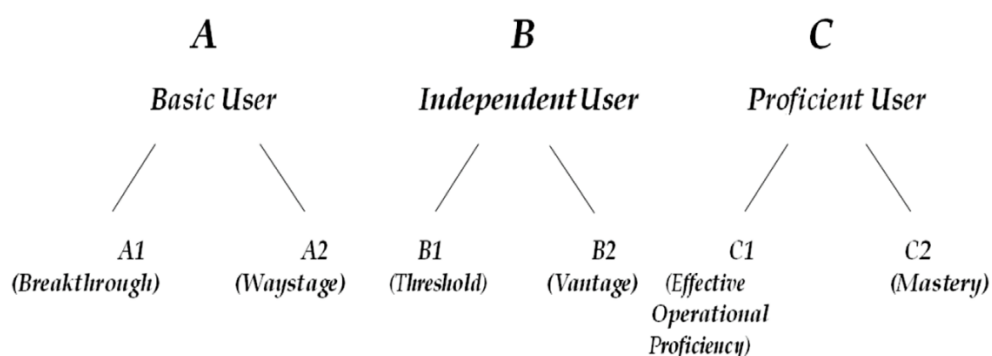 A B C
Basic User Independent User Proficient User
A1 A2 B1 B2 C1 C2
(Breakthrough) (Waystage) (Threshold) (Vantage) (Effective (Mastery)
Operational
Proficiency)